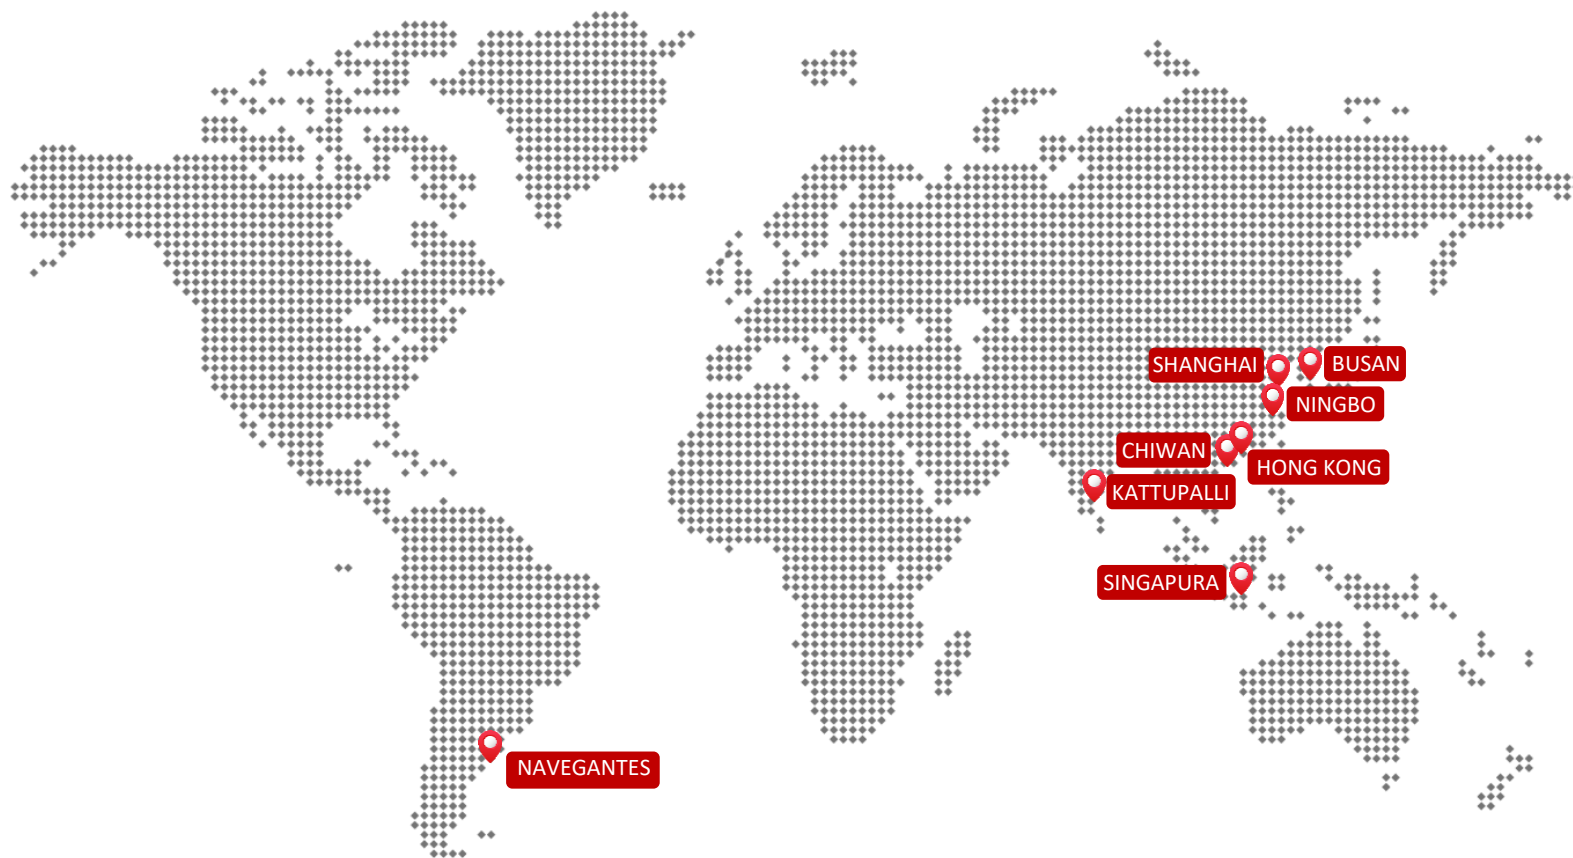 SHANGHAI
BUSAN
NINGBO
CHIWAN
HONG KONG
KATTUPALLI
SINGAPURA
NAVEGANTES